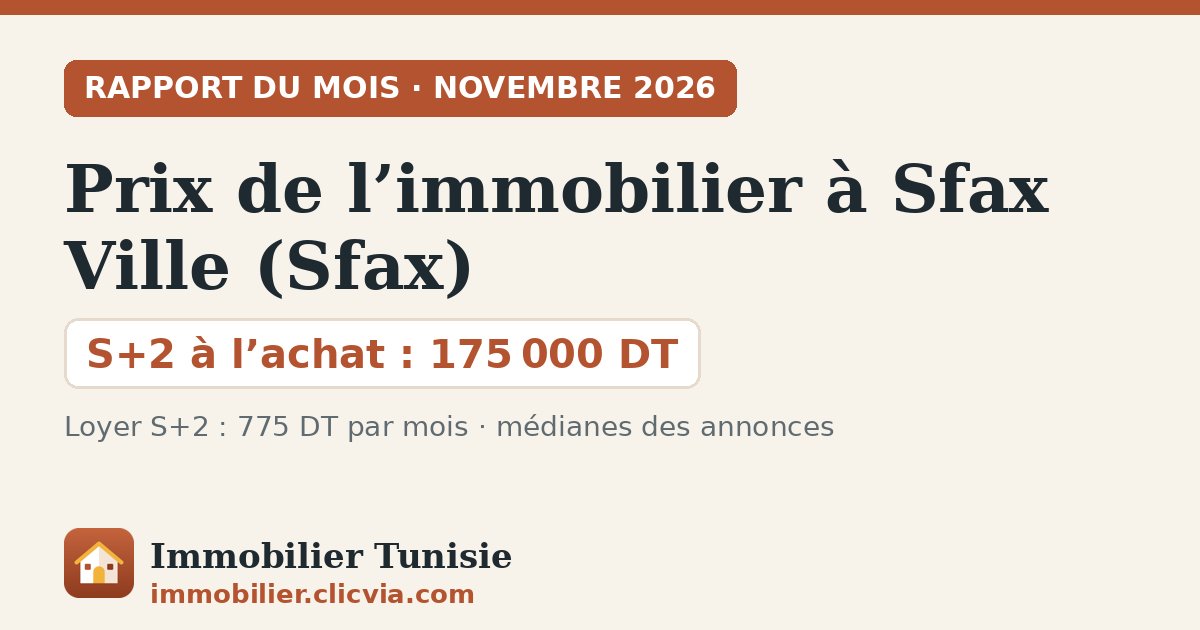 RAPPORT DU MOIS · NOVEMBRE 2026
Prix de l’immobilier à Sfax
Ville (Sfax)
S+2 à l’achat : 175 000 DT
Loyer S+2 : 775 DT par mois · médianes des annonces
Immobilier Tunisie
immobilier.clicvia.com